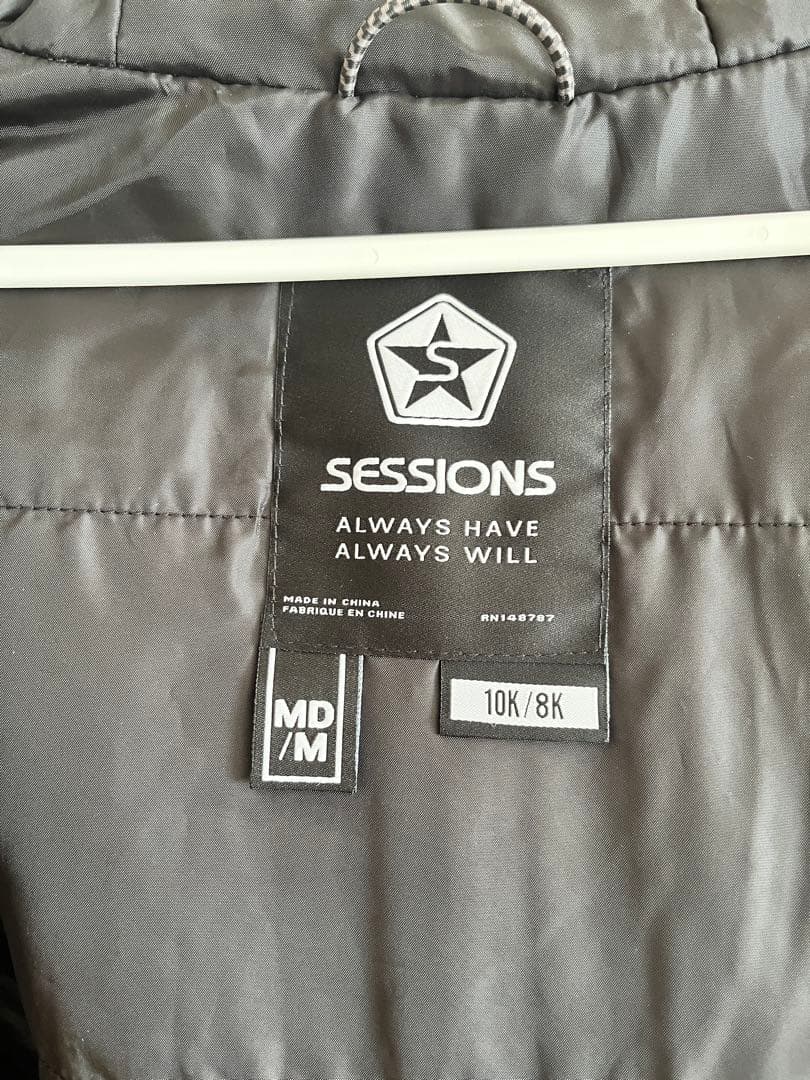 S
SESSIONS
ALWAYS HAVE
ALWAYS WILL
MADE IN CHINA
FABRIQUE EN CHINE
RN148787
MD
/M
10K/8K